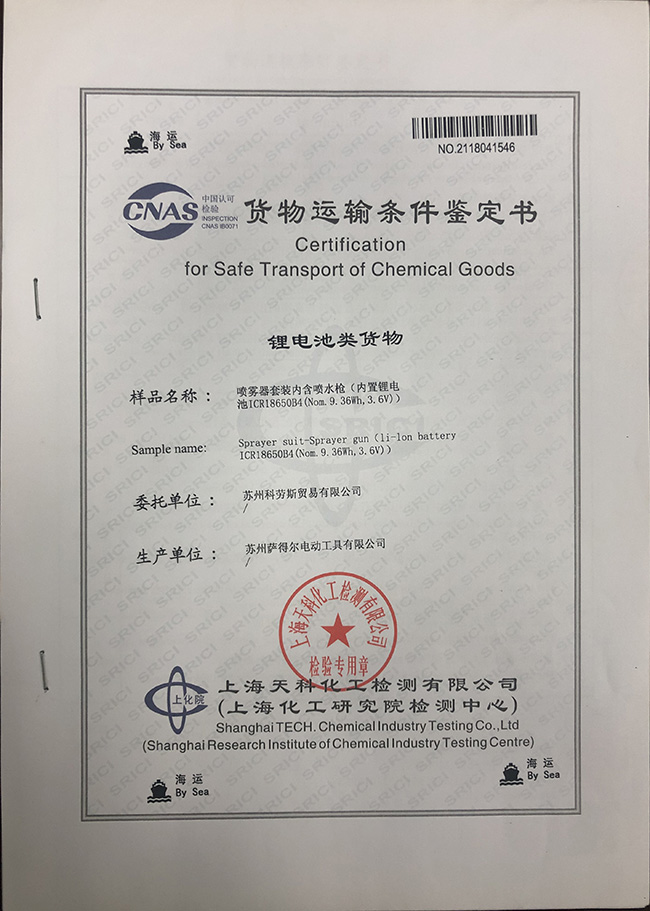 海 运
By Sea
NO.2118041546
CNAS
中国认可
检验
INSPECTION
CNAS IB0071
货物运输条件鉴定书
Certification
for Safe Transport of Chemical Goods
锂电池类货物
样品名称：
喷雾器套装内含喷水枪（内置锂电
池ICR18650B4(Nom.9.36Wh,3.6V)）
Sample name:
Sprayer suit-Sprayer gun（li-Ion battery
ICR18650B4(Nom.9.36Wh,3.6V)）
委托单位：
苏州科劳斯贸易有限公司
/
生产单位：
苏州萨得尔电动工具有限公司
/
上海天科化工检测有限公司
检验专用章
上化院
上海天科化工检测有限公司
(上海化工研究院检测中心)
Shanghai TECH. Chemical Industry Testing Co.,Ltd
(Shanghai Research Institute of Chemical Industry Testing Centre)
海 运
By Sea
海 运
By Sea
SRICI